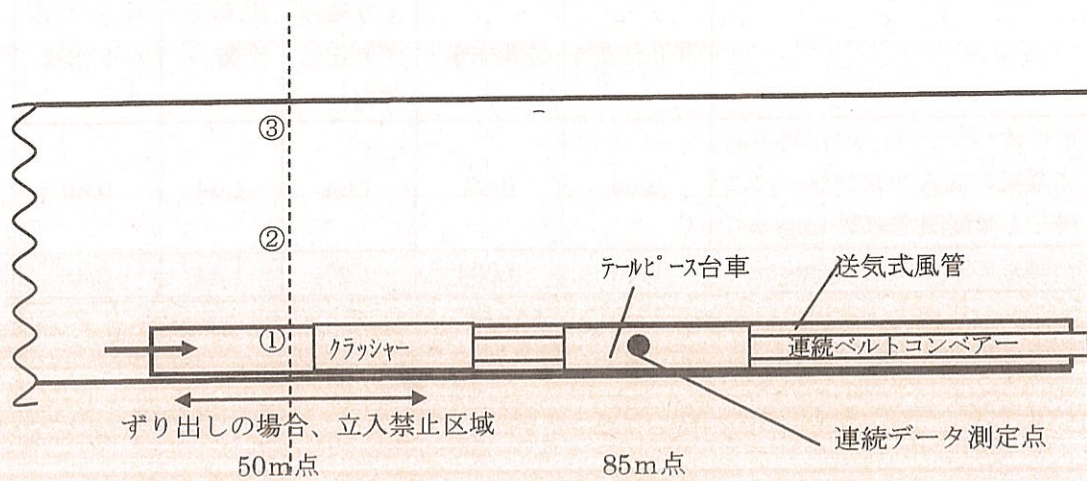 ③
②
テールピース台車
送気式風管
①
クラッシャー
連続ベルトコンベアー
ずり出しの場合、立入禁止区域
連続データ測定点
50m点
85m点